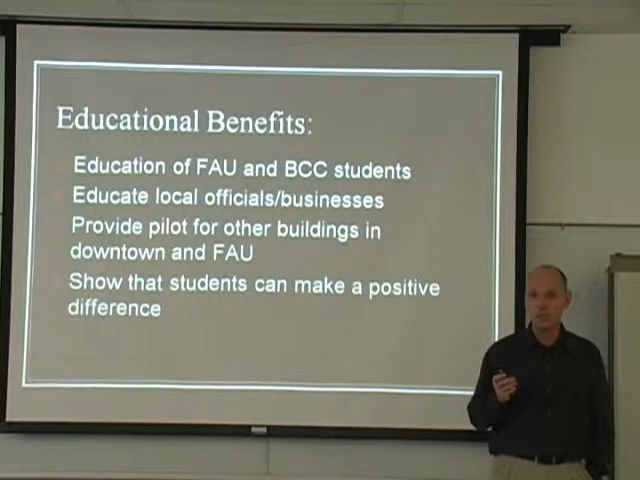 Educational Benefits:
Education of FAU and BCC students
Educate local officials/businesses
Provide pilot for other buildings in
downtown and FAU
Show that students can make a positive
difference